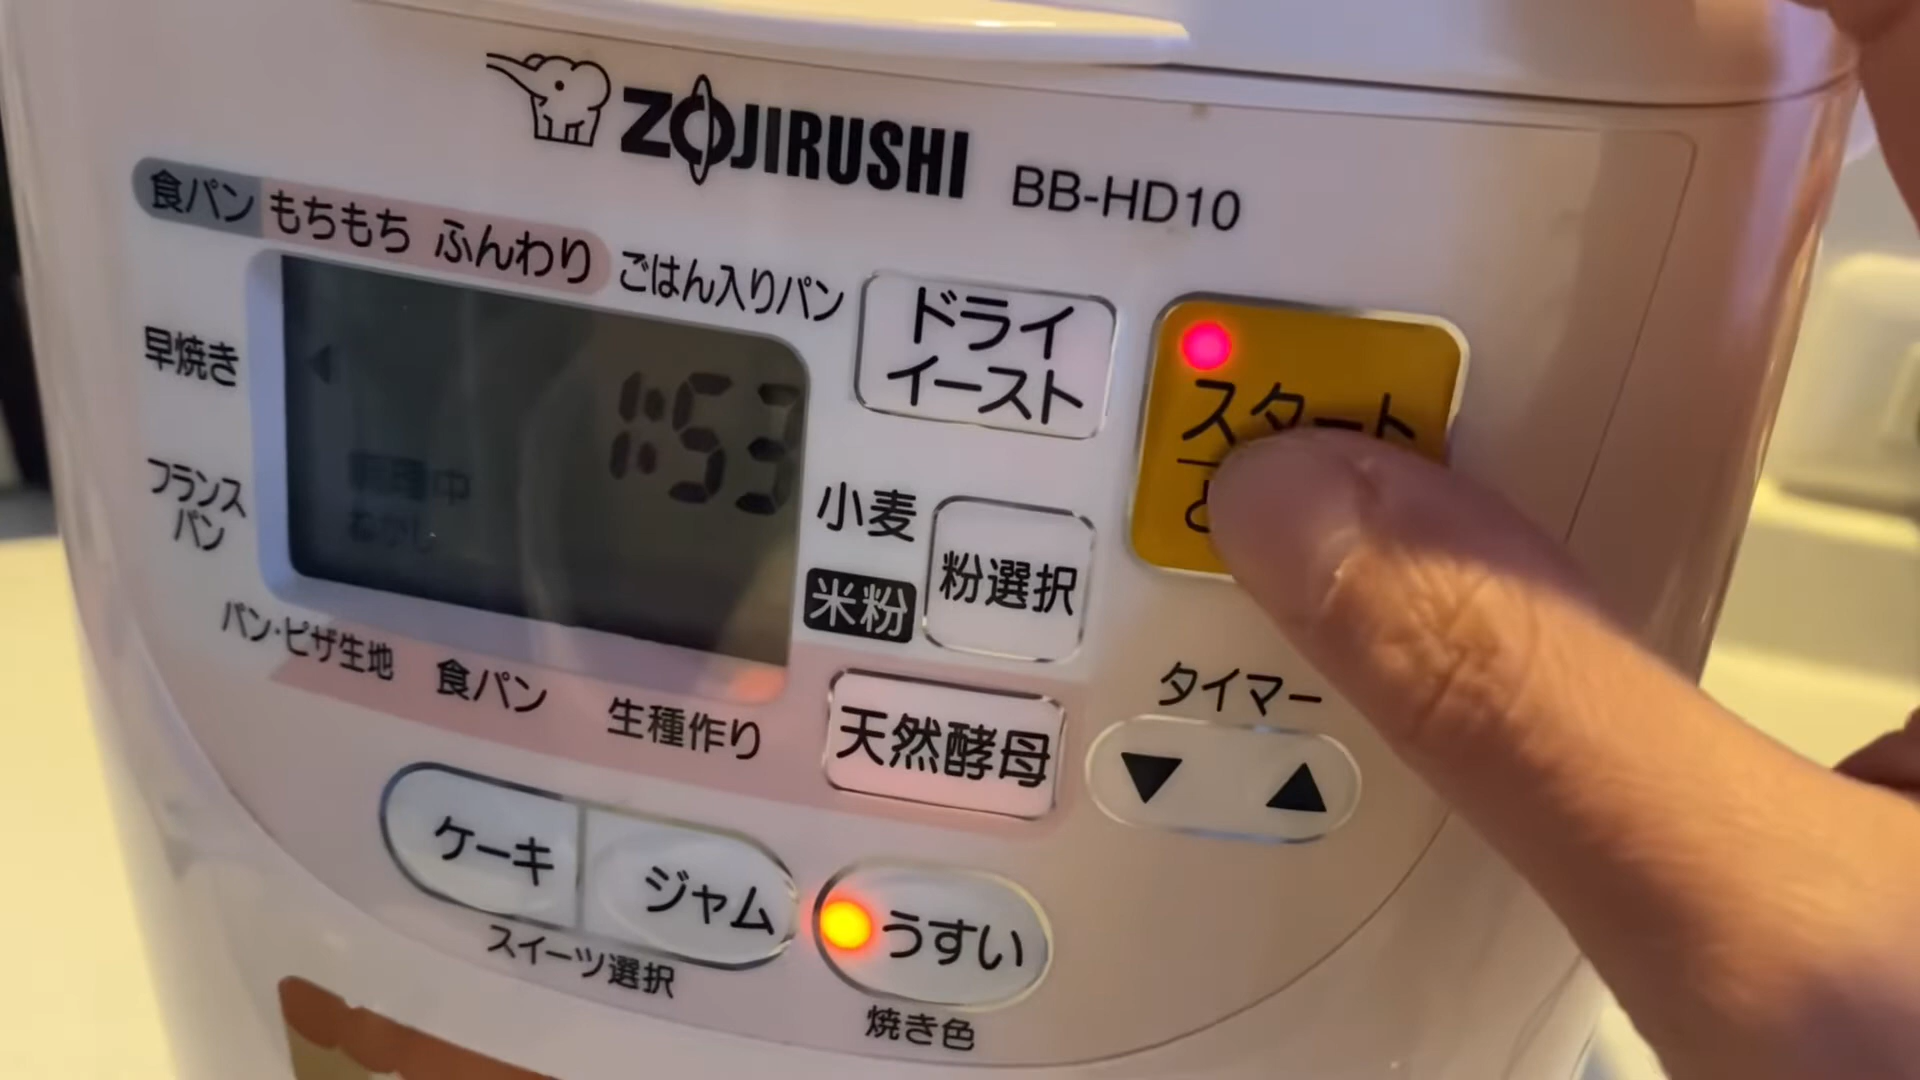 ZOJIRUSHI BB-HD10
食パン もちもち ふんわり ごはん入りパン
早焼き
フランス
パン
1:53
ねかし
ドライ
イースト
スタート
小麦
米粉
粉選択
パン・ピザ生地 食パン 生種作り
天然酵母
タイマー
▼ ▲
ケーキ ジャム
スイーツ選択
うすい
焼き色